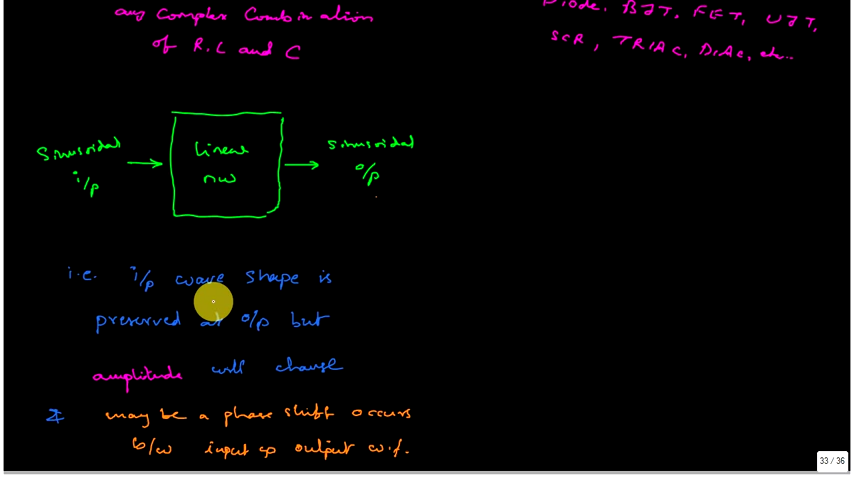 any Complex Combination
of R.L and C
Diode, BJT, FET, UJT,
SCR, TRIAC, DIAC, etc...
Sinusoidal
i/p
linear
nw
Sinusoidal
o/p
i.e. i/p wave shape is
preserved at o/p but
amplitude will change
may be a phase shift occurs
b/w input & output w.f.
33 / 36